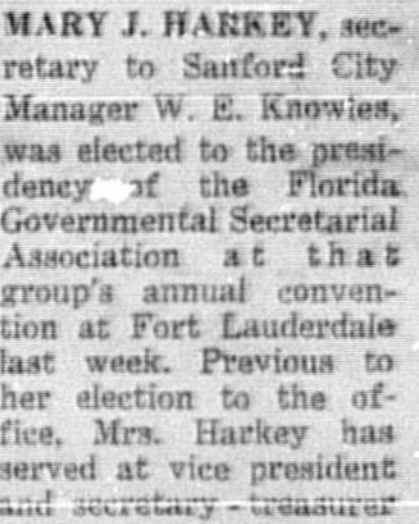 MARY J. HARKEY, sec-
retary to Sanford City
Manager W. E. Knowles,
was elected to the presi-
dency of the Florida
Governmental Secretarial
Association at that
group's annual conven-
tion at Fort Lauderdale
last week. Previous to
her election to the of-
fice, Mrs. Harkey has
served at vice president
and secretary-treasurer